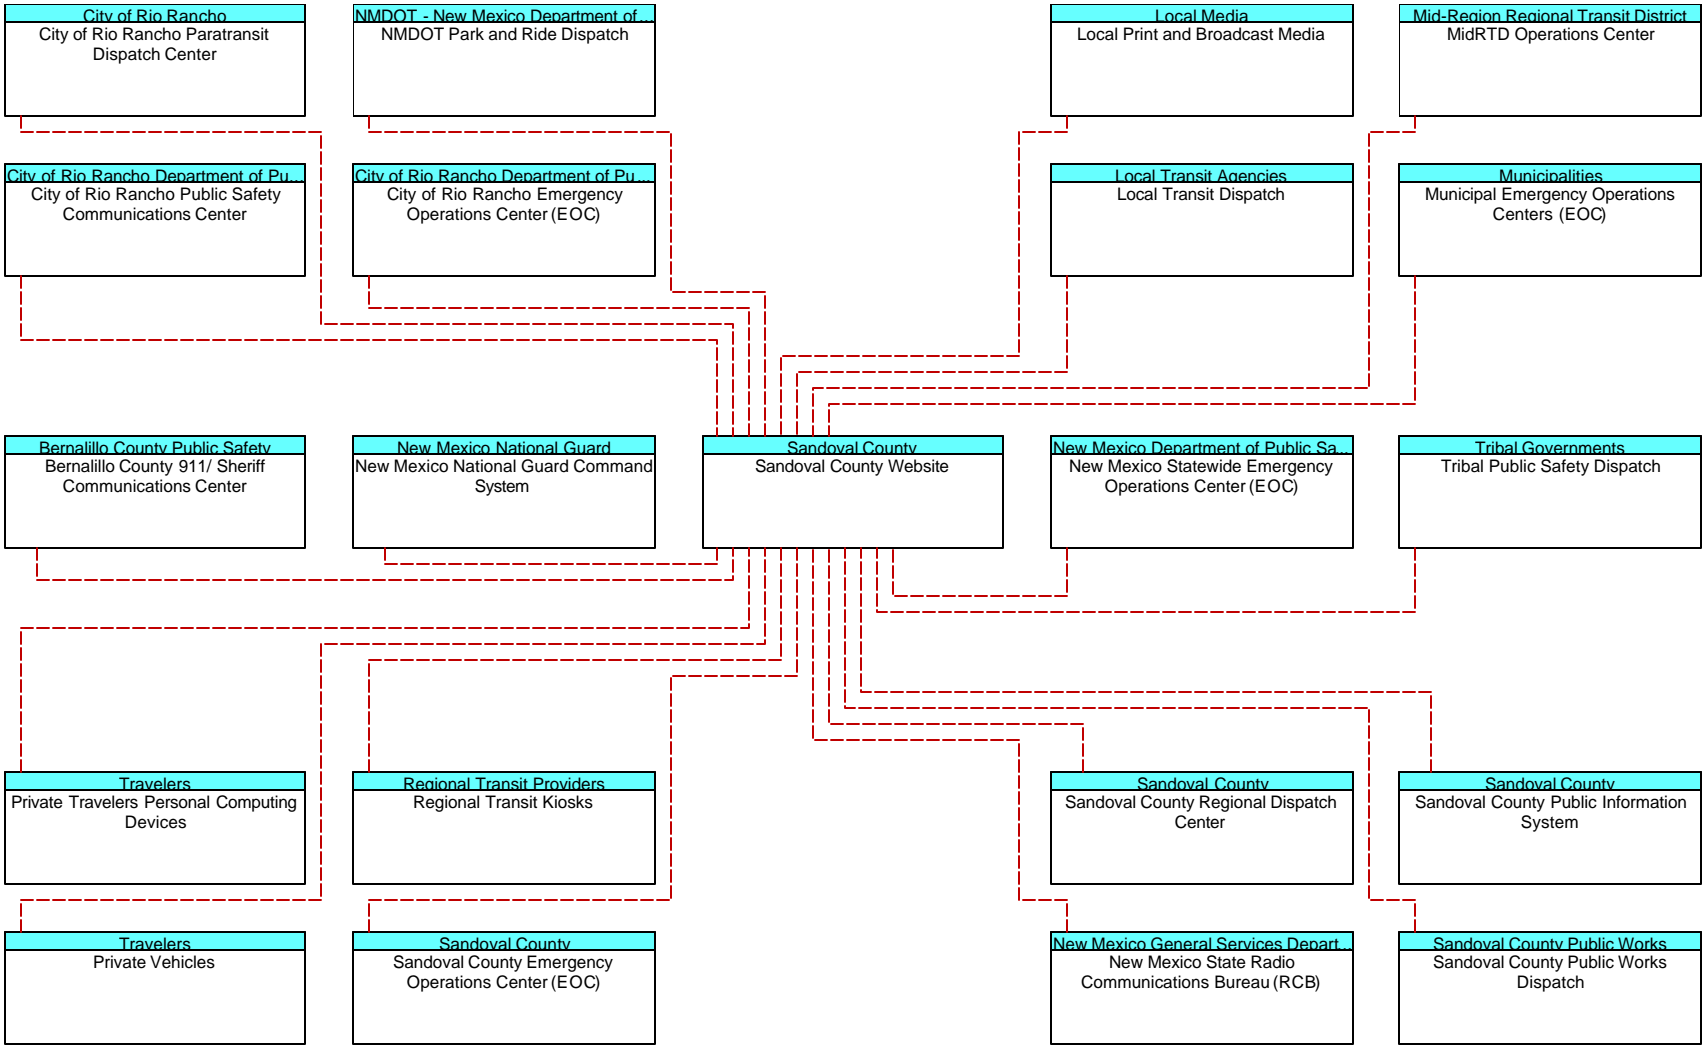 City of Rio Rancho
City of Rio Rancho Paratransit
Dispatch Center
NMDOT - New Mexico Department of...
NMDOT Park and Ride Dispatch
Local Media
Local Print and Broadcast Media
Mid-Region Regional Transit District
MidRTD Operations Center
City of Rio Rancho Department of Pu...
City of Rio Rancho Public Safety
Communications Center
City of Rio Rancho Department of Pu...
City of Rio Rancho Emergency
Operations Center (EOC)
Local Transit Agencies
Local Transit Dispatch
Municipalities
Municipal Emergency Operations
Centers (EOC)
Bernalillo County Public Safety
Bernalillo County 911/ Sheriff
Communications Center
New Mexico National Guard
New Mexico National Guard Command
System
Sandoval County
Sandoval County Website
New Mexico Department of Public Sa...
New Mexico Statewide Emergency
Operations Center (EOC)
Tribal Governments
Tribal Public Safety Dispatch
Travelers
Private Travelers Personal Computing
Devices
Regional Transit Providers
Regional Transit Kiosks
Sandoval County
Sandoval County Regional Dispatch
Center
Sandoval County
Sandoval County Public Information
System
Travelers
Private Vehicles
Sandoval County
Sandoval County Emergency
Operations Center (EOC)
New Mexico General Services Depart...
New Mexico State Radio
Communications Bureau (RCB)
Sandoval County Public Works
Sandoval County Public Works
Dispatch